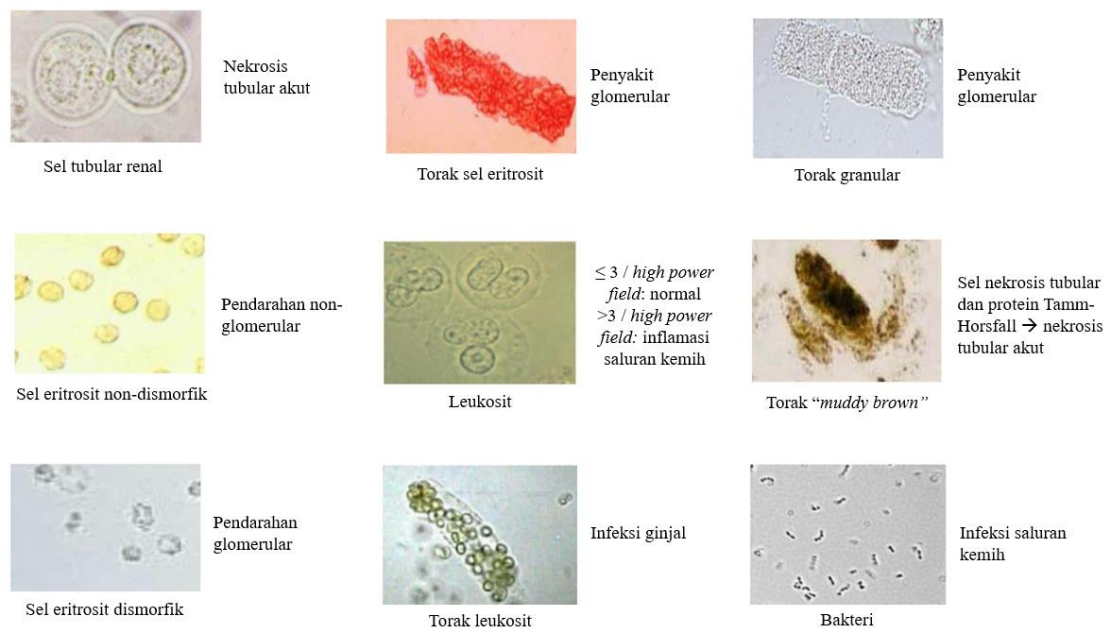 Nekrosis
tubular akut
Sel tubular renal
Penyakit
glomerular
Torak sel eritrosit
Penyakit
glomerular
Torak granular
Pendarahan non-
glomerular
Sel eritrosit non-dismorfik
≤ 3 / high power
field: normal
>3 / high power
field: inflamasi
saluran kemih
Leukosit
Sel nekrosis tubular
dan protein Tamm-
Horsfall → nekrosis
tubular akut
Torak “muddy brown”
Pendarahan
glomerular
Sel eritrosit dismorfik
Infeksi ginjal
Torak leukosit
Infeksi saluran
kemih
Bakteri